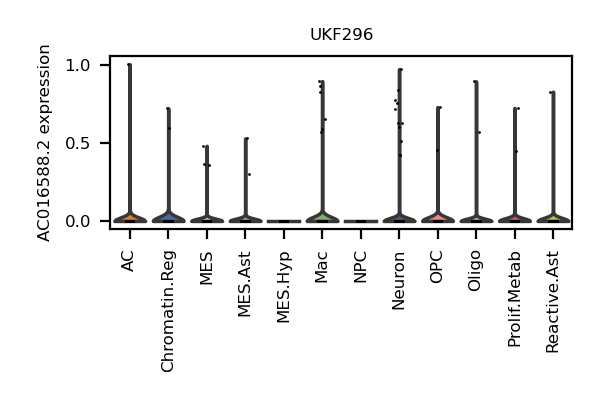 UKF296
AC016588.2 expression
1.0
0.5
0.0
AC
Chromatin.Reg
MES
MES.Ast
MES.Hyp
Mac
NPC
Neuron
OPC
Oligo
Prolif.Metab
Reactive.Ast